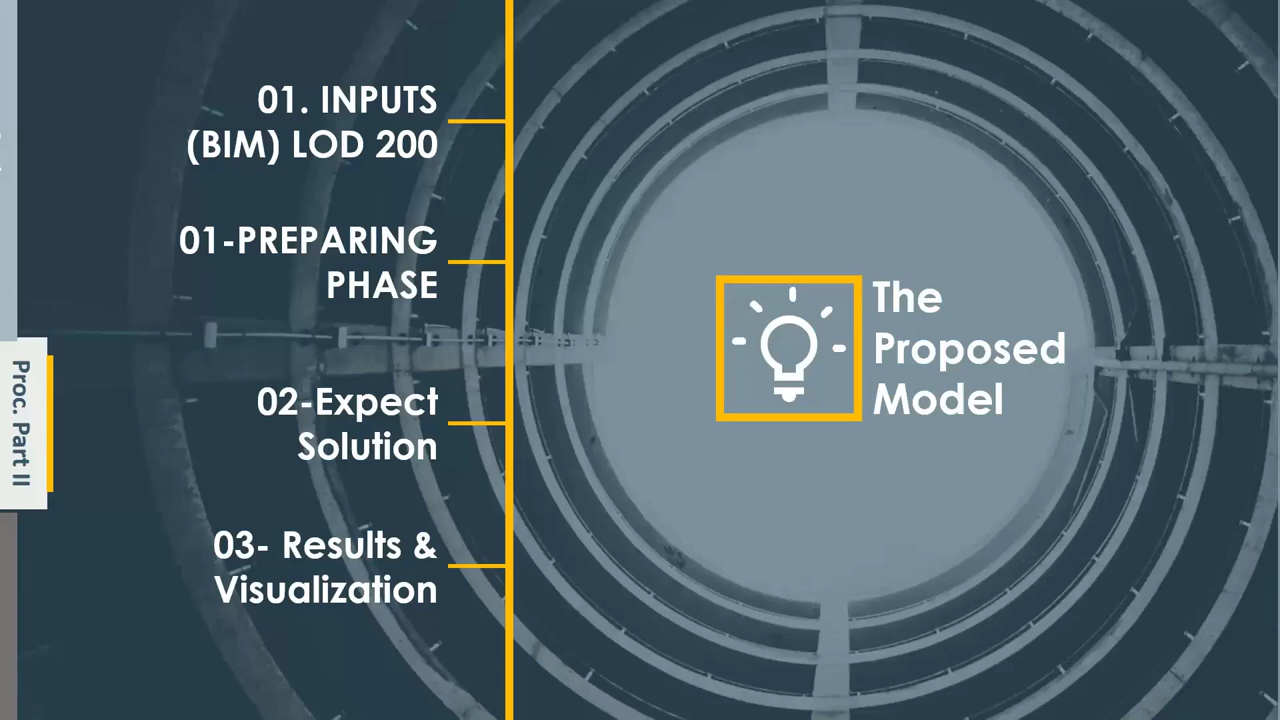 01. INPUTS
(BIM) LOD 200
01-PREPARING
PHASE
02-Expect
Solution
03- Results &
Visualization
The
Proposed
Model
Proc. Part II